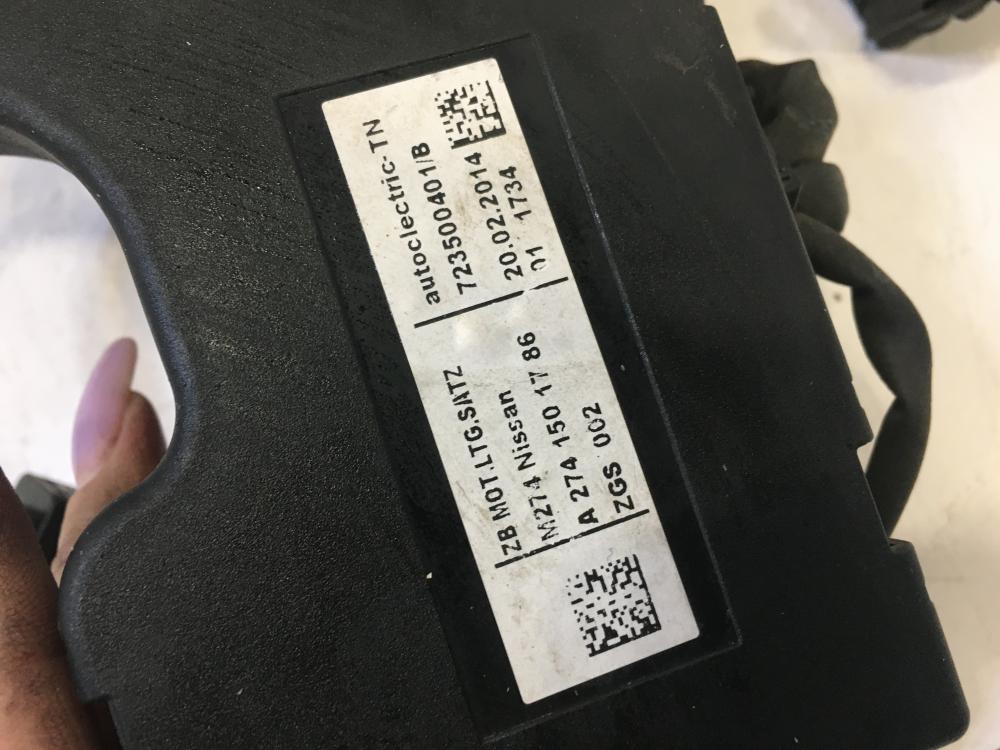 autoclectric-TN
723500401/B
20.02.2014
01 1734
ZB MOT.LTG.SATZ
M274 Nissan
A 274 150 17 86
ZGS 002